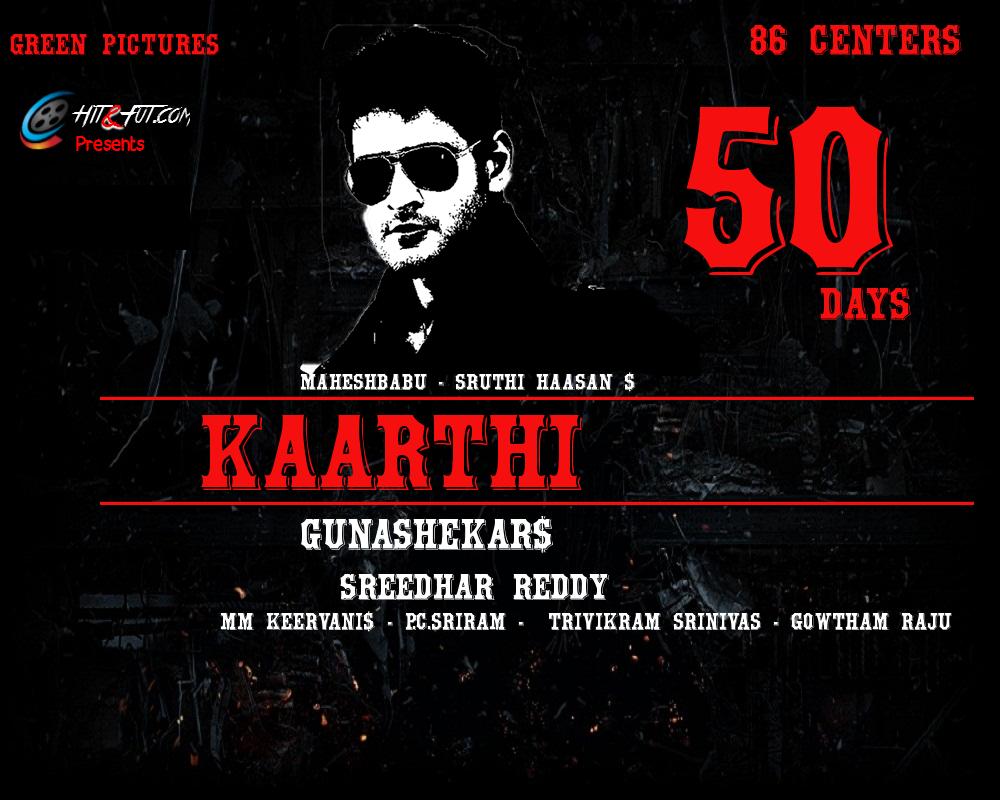 GREEN PICTURES
86 CENTERS
HIT&FUT.COM
Presents
50
DAYS
MAHESHBABU - SRUTHI HAASAN $
KAARTHI
GUNASHEKAR$
SREEDHAR REDDY
MM KEERVANI$ - P.C.SRIRAM - TRIVIKRAM SRINIVAS - GOWTHAM RAJU